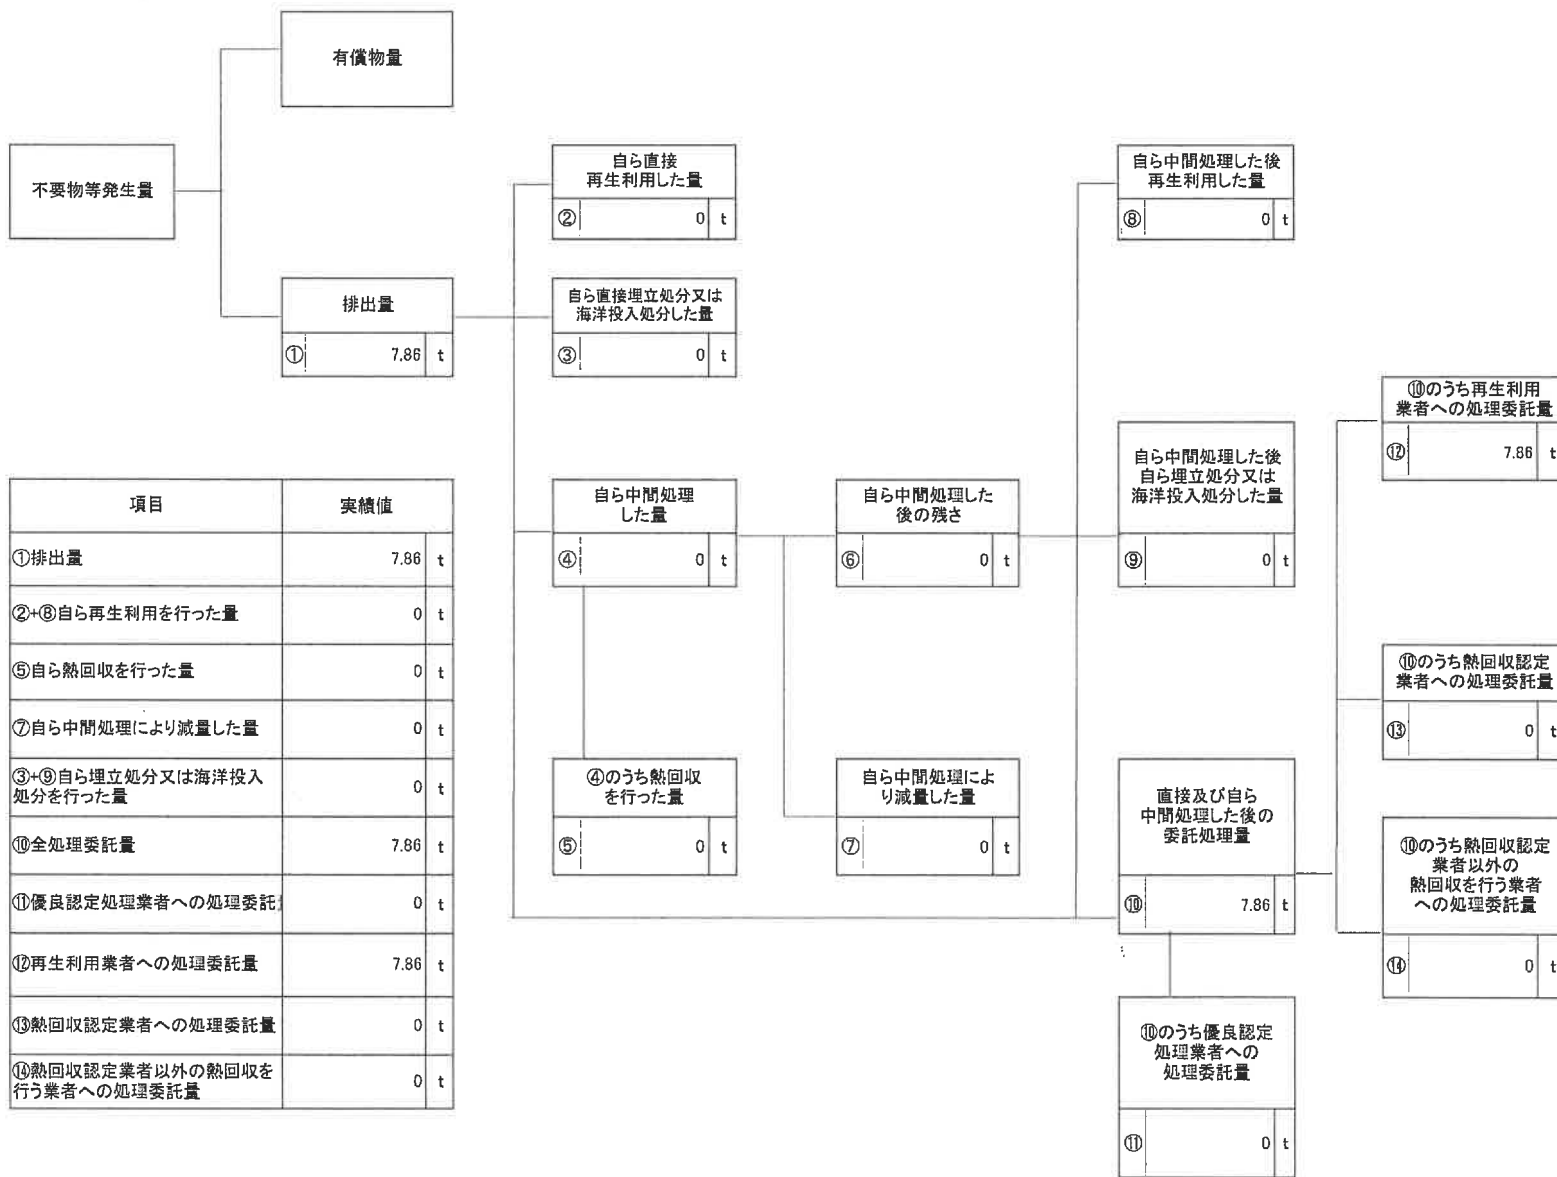 有償物量
不要物等発生量
排出量
① 7.86 t
自ら直接
再生利用した量
② 0 t
自ら直接埋立処分又は
海洋投入処分した量
③ 0 t
自ら中間処理
した量
④ 0 t
④のうち熱回収
を行った量
⑤ 0 t
自ら中間処理した
後の残さ
⑥ 0 t
自ら中間処理によ
り減量した量
⑦ 0 t
自ら中間処理した後
再生利用した量
⑧ 0 t
自ら中間処理した後
自ら埋立処分又は
海洋投入処分した量
⑨ 0 t
直接及び自ら
中間処理した後の
委託処理量
⑩ 7.86 t
⑩のうち優良認定
処理業者への
処理委託量
⑪ 0 t
⑩のうち再生利用
業者への処理委託量
⑫ 7.86 t
⑩のうち熱回収認定
業者への処理委託量
⑬ 0 t
⑩のうち熱回収認定
業者以外の
熱回収を行う業者
への処理委託量
⑭ 0 t
項目 実績値
①排出量 7.86 t
②+⑧自ら再生利用を行った量 0 t
⑤自ら熱回収を行った量 0 t
⑦自ら中間処理により減量した量 0 t
③+⑨自ら埋立処分又は海洋投入
処分を行った量 0 t
⑩全処理委託量 7.86 t
⑪優良認定処理業者への処理委託 0 t
⑫再生利用業者への処理委託量 7.86 t
⑬熱回収認定業者への処理委託量 0 t
⑭熱回収認定業者以外の熱回収を
行う業者への処理委託量 0 t